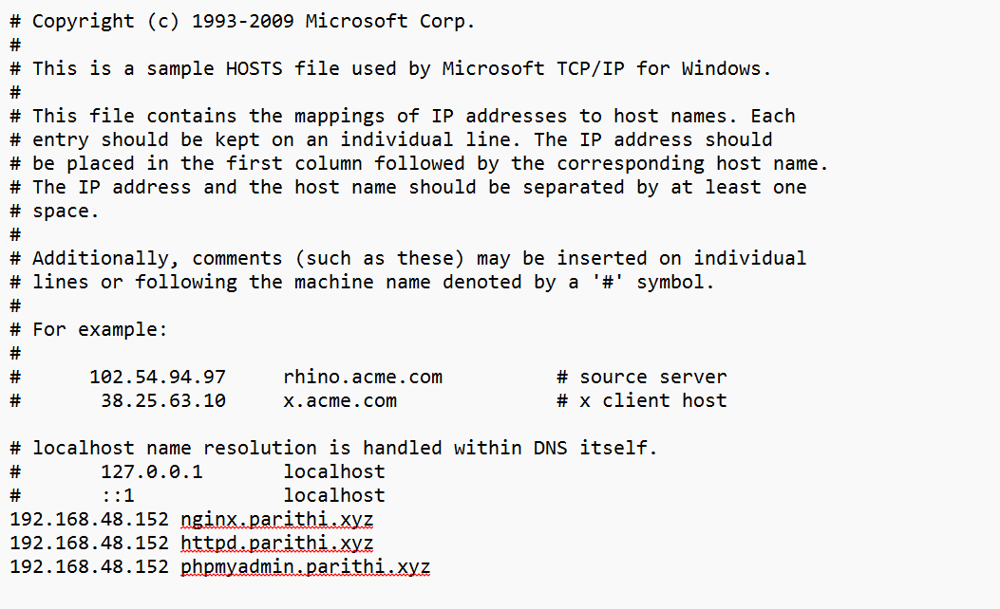 # Copyright (c) 1993-2009 Microsoft Corp.
#
# This is a sample HOSTS file used by Microsoft TCP/IP for Windows.
#
# This file contains the mappings of IP addresses to host names. Each
# entry should be kept on an individual line. The IP address should
# be placed in the first column followed by the corresponding host name.
# The IP address and the host name should be separated by at least one
# space.
#
# Additionally, comments (such as these) may be inserted on individual
# lines or following the machine name denoted by a '#' symbol.
#
# For example:
#
#      102.54.94.97     rhino.acme.com          # source server
#       38.25.63.10     x.acme.com              # x client host

# localhost name resolution is handled within DNS itself.
#       127.0.0.1       localhost
#       ::1             localhost
192.168.48.152 nginx.parithi.xyz
192.168.48.152 httpd.parithi.xyz
192.168.48.152 phpmyadmin.parithi.xyz